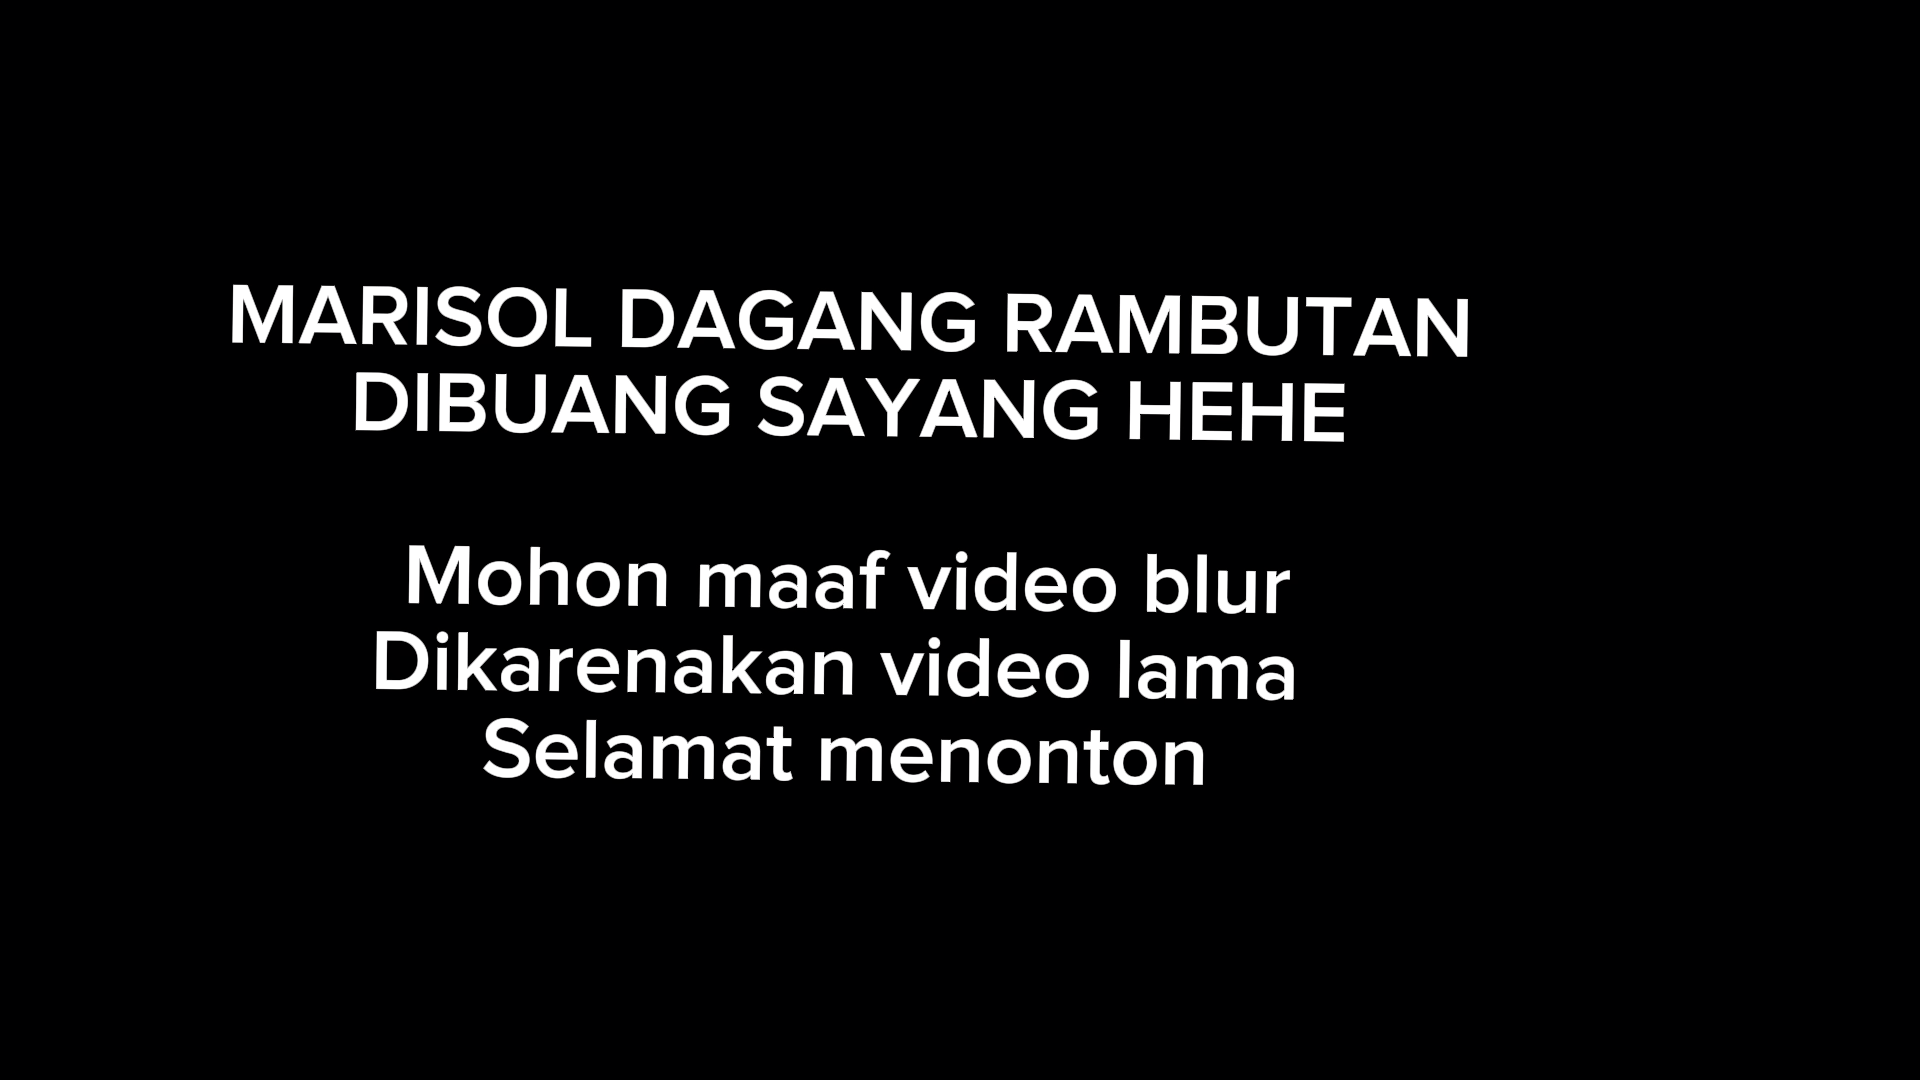 MARISOL DAGANG RAMBUTAN
DIBUANG SAYANG HEHE
Mohon maaf video blur
Dikarenakan video lama
Selamat menonton